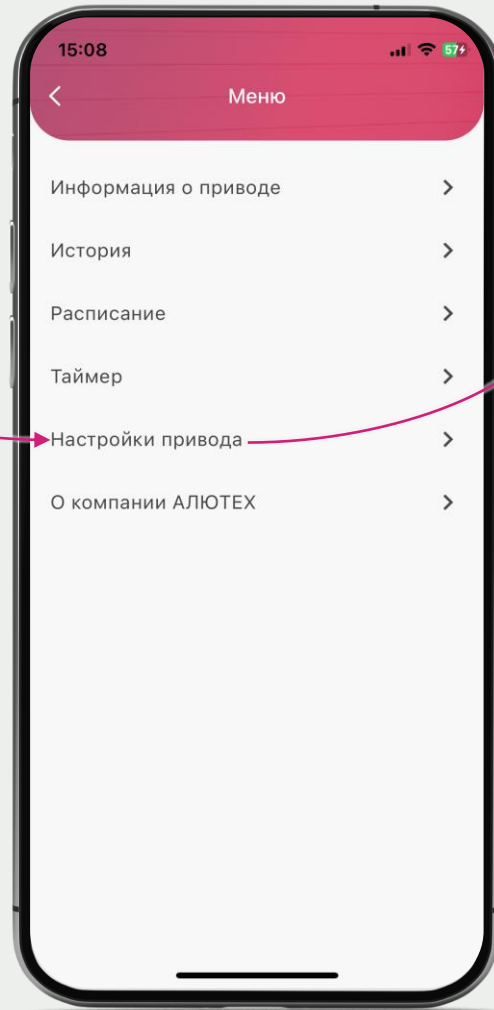 15:08
57
Меню
Информация о приводе
История
Расписание
Таймер
Настройки привода
О компании АЛЮТЕХ